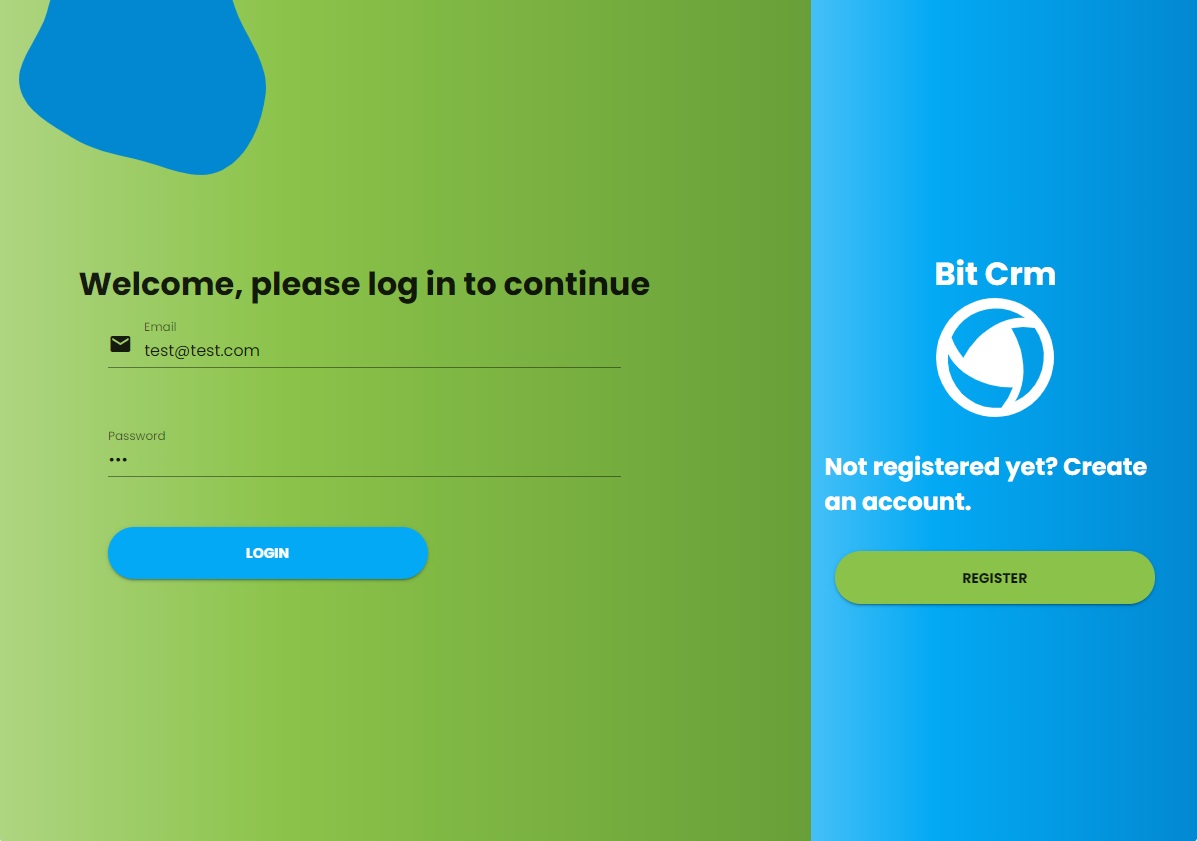 Welcome, please log in to continue
Email
test@test.com
Password
•••
LOGIN
Bit Crm
Not registered yet? Create
an account.
REGISTER